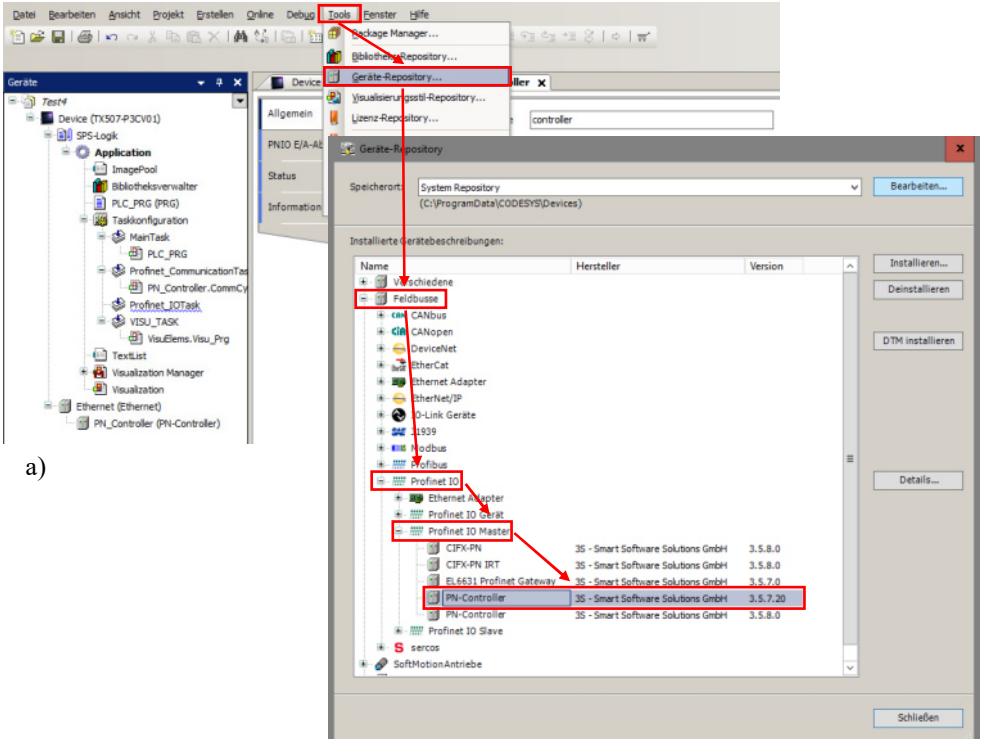 Datei Bearbeiten Ansicht Projekt Erstellen Online Debug Tools Fenster Hilfe
Package Manager...
Bibliotheks-Repository...
Geräte-Repository...
Visualisierungsstil-Repository...
Lizenz-Repository...
Geräte
Test4
Device (TX507-P3CV01)
SPS-Logik
Application
ImagePool
Bibliotheksverwalter
PLC_PRG (PRG)
Taskkonfiguration
MainTask
PLC_PRG
Profinet_CommunicationTas
PN_Controller.CommCy
Profinet_IOTask
VISU_TASK
VisuElems.Visu_Prg
TextList
Visualization Manager
Visualization
Ethernet (Ethernet)
PN_Controller (PN-Controller)
a)
Device
ller X
Allgemein
controller
PNIO E/A-Ab
Status
Information
Geräte-Repository
Speicherort: System Repository Bearbeiten...
(C:\ProgramData\CODESYS\Devices)
Installierte Gerätebeschreibungen:
Name Hersteller Version Installieren...
Verschiedene
Feldbusse Deinstallieren
CANbus
CANopen
DeviceNet DTM installieren
EtherCat
Ethernet Adapter
EtherNet/IP
IO-Link Geräte
J1939
Modbus
Profibus
Profinet IO Details...
Ethernet Adapter
Profinet IO Gerät
Profinet IO Master
CIFX-PN 3S - Smart Software Solutions GmbH 3.5.8.0
CIFX-PN IRT 3S - Smart Software Solutions GmbH 3.5.8.0
EL6631 Profinet Gateway 3S - Smart Software Solutions GmbH 3.5.7.0
PN-Controller 3S - Smart Software Solutions GmbH 3.5.7.20
PN-Controller 3S - Smart Software Solutions GmbH 3.5.8.0
Profinet IO Slave
sercos
SoftMotionAntriebe
Schließen